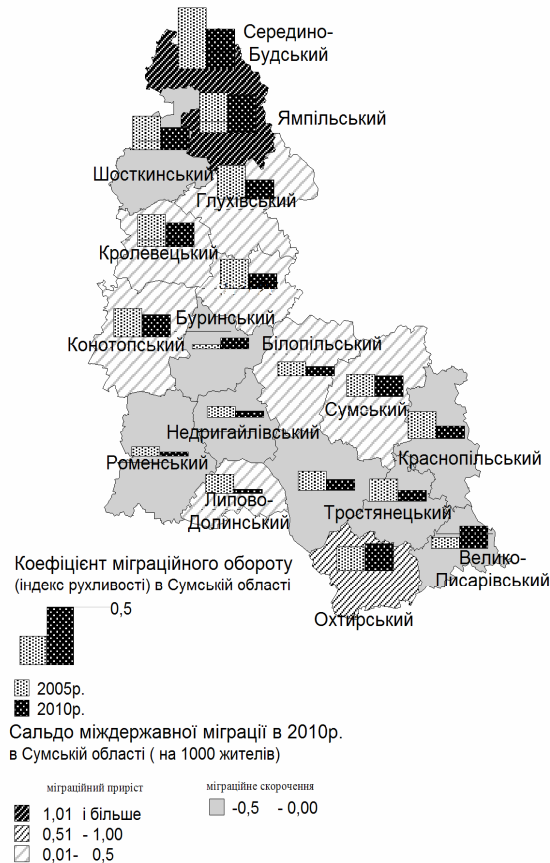 Середино-
Будський
Ямпільський
Шосткинський
Глухівський
Кролевецький
Буринський
Конотопський
Білопільський
Сумський
Недригайлівський
Краснопільський
Роменський
Липово-
Долинський
Тростянецький
Велико-
Писарівський
Охтирський
Коефіцієнт міграційного обороту
(індекс рухливості) в Сумській області
0,5
2005р.
2010р.
Сальдо міждержавної міграції в 2010р.
в Сумській області ( на 1000 жителів)
міграційний приріст
1,01 і більше
0,51 - 1,00
0,01- 0,5
міграційне скорочення
-0,5 - 0,00